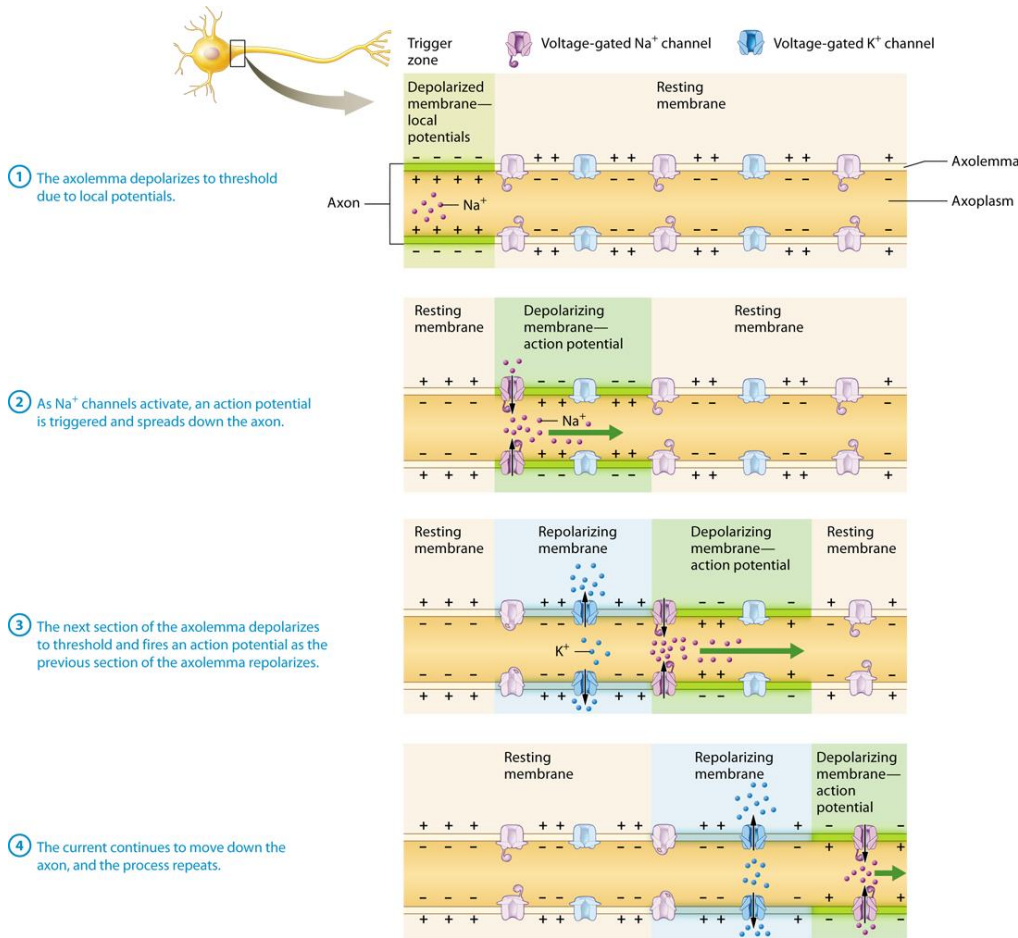 Trigger
zone
Voltage-gated Na⁺ channel
Voltage-gated K⁺ channel
Depolarized
membrane—
local
potentials
Resting
membrane
− − − −
+ +
+ +
+ +
+
+ + + +
− −
− −
− −
−
1 The axolemma depolarizes to threshold
due to local potentials.
Axon
Na⁺
Axolemma
Axoplasm
+ + + +
− −
− −
− −
−
− − − −
+ +
+ +
+ +
+
Resting
membrane
Depolarizing
membrane—
action potential
Resting
membrane
+ + +
− −
− −
+ +
+ +
+
− − −
+ +
+ +
− −
− −
−
2 As Na⁺ channels activate, an action potential
is triggered and spreads down the axon.
Na⁺
− − −
+ +
+ +
− −
− −
−
+ + +
− −
− −
+ +
+ +
+
Resting
membrane
Repolarizing
membrane
Depolarizing
membrane—
action potential
Resting
membrane
+ + +
+ +
+ +
− −
−
+
+
− − −
− −
− −
+ +
+
−
−
3 The next section of the axolemma depolarizes
to threshold and fires an action potential as the
previous section of the axolemma repolarizes.
K⁺
− − −
− −
− −
+ +
+
−
−
+ + +
+ +
+ +
− −
−
+
+
Resting
membrane
Repolarizing
membrane
Depolarizing
membrane—
action
potential
+ + +
+ +
+ +
+ +
+
−
−
− − −
− −
− −
− −
−
+
+
4 The current continues to move down the
axon, and the process repeats.
− − −
− −
− −
− −
−
+
+
+ + +
+ +
+ +
+ +
+
−
−